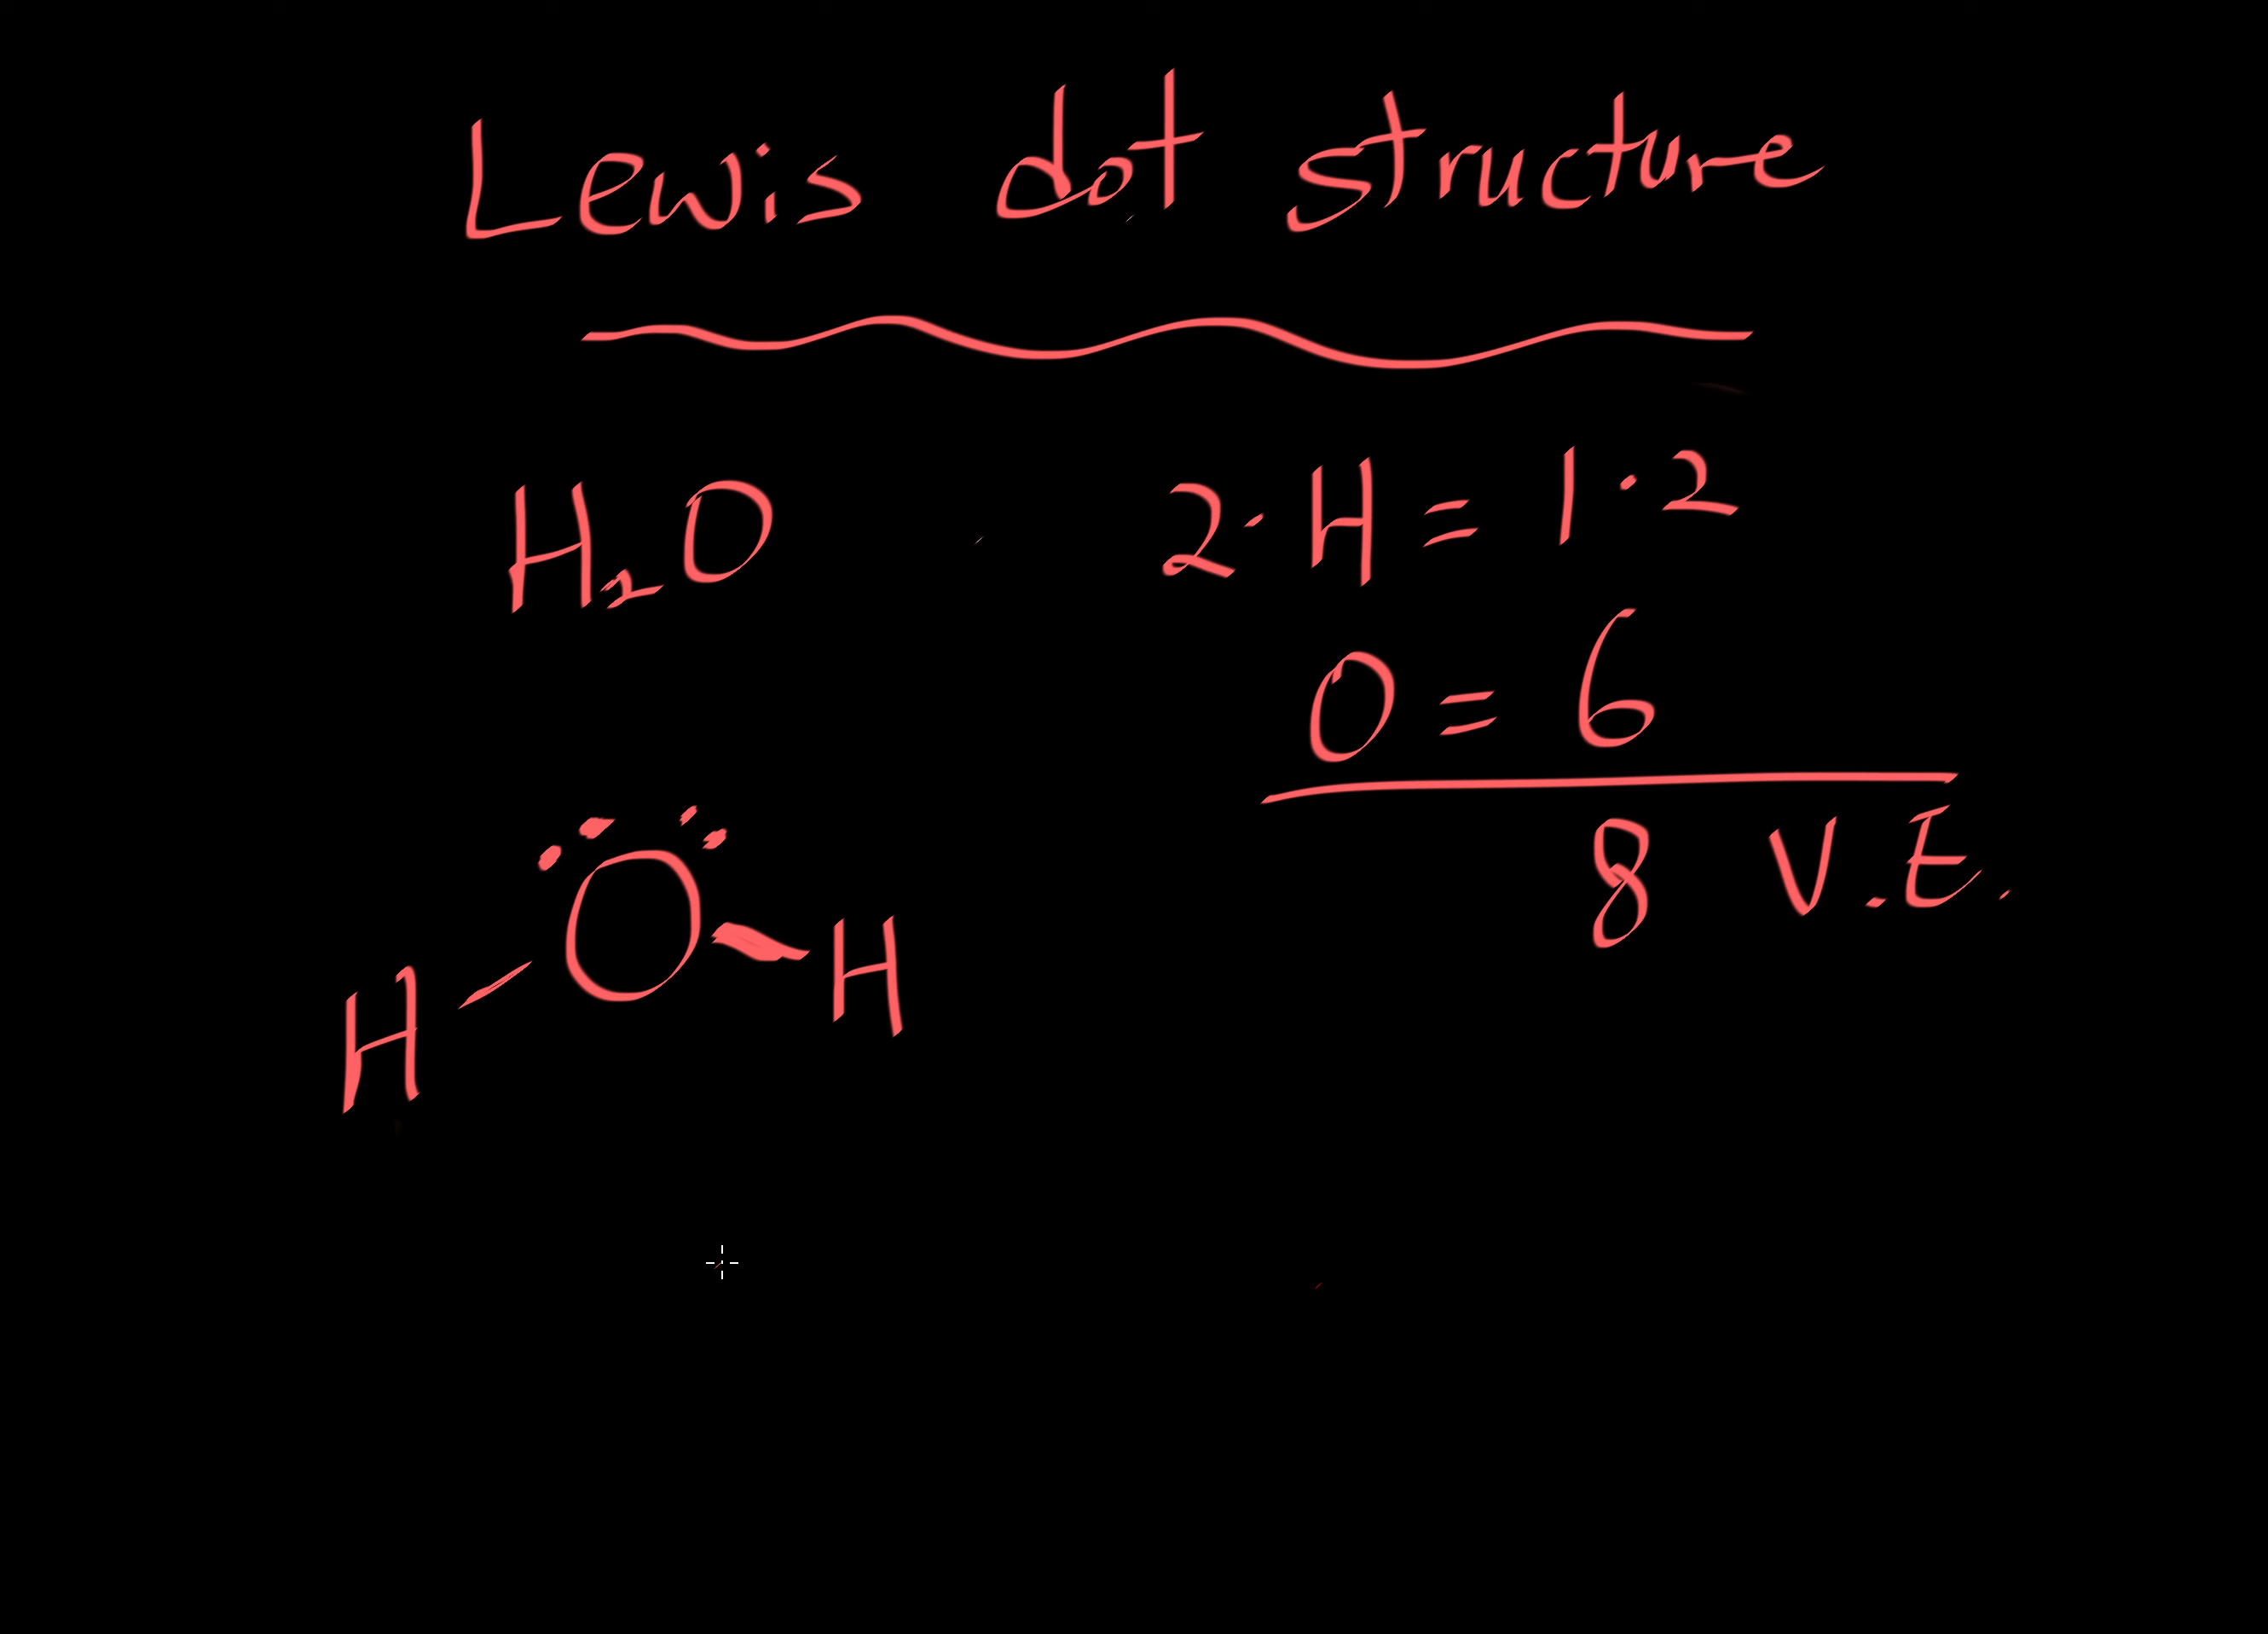 Lewis dot structure
H₂O
2·H = 1·2
O = 6
8 V.E.
O
H
H